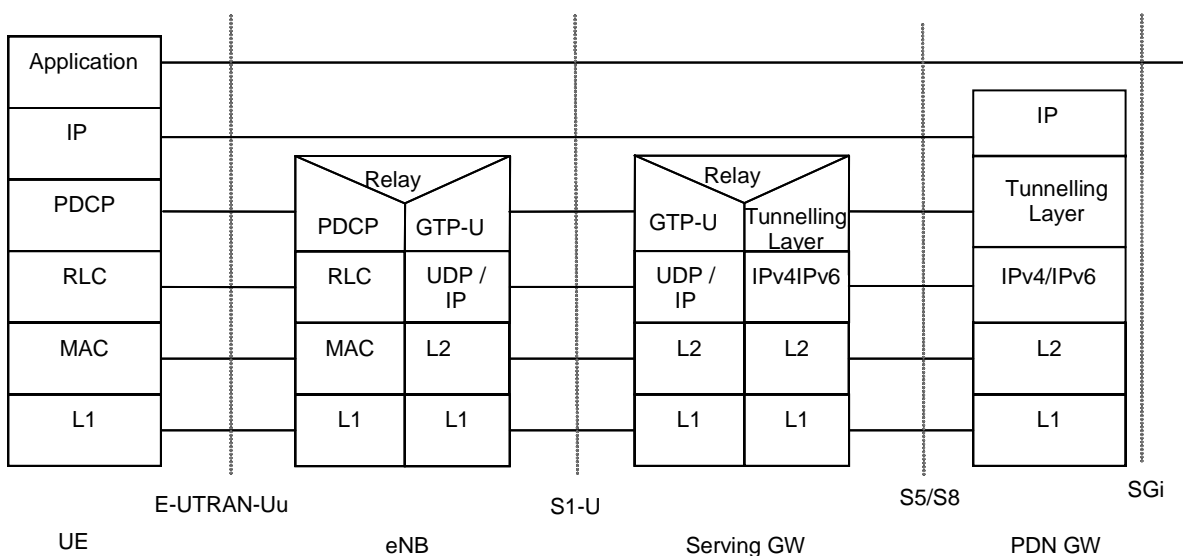 Application
IP
PDCP
RLC
MAC
L1
Relay
PDCP
GTP-U
RLC
UDP /
IP
MAC
L2
L1
L1
Relay
GTP-U
Tunnelling
Layer
UDP /
IP
IPv4IPv6
L2
L2
L1
L1
IP
Tunnelling
Layer
IPv4/IPv6
L2
L1
E-UTRAN-Uu
S1-U
S5/S8
SGi
UE
eNB
Serving GW
PDN GW